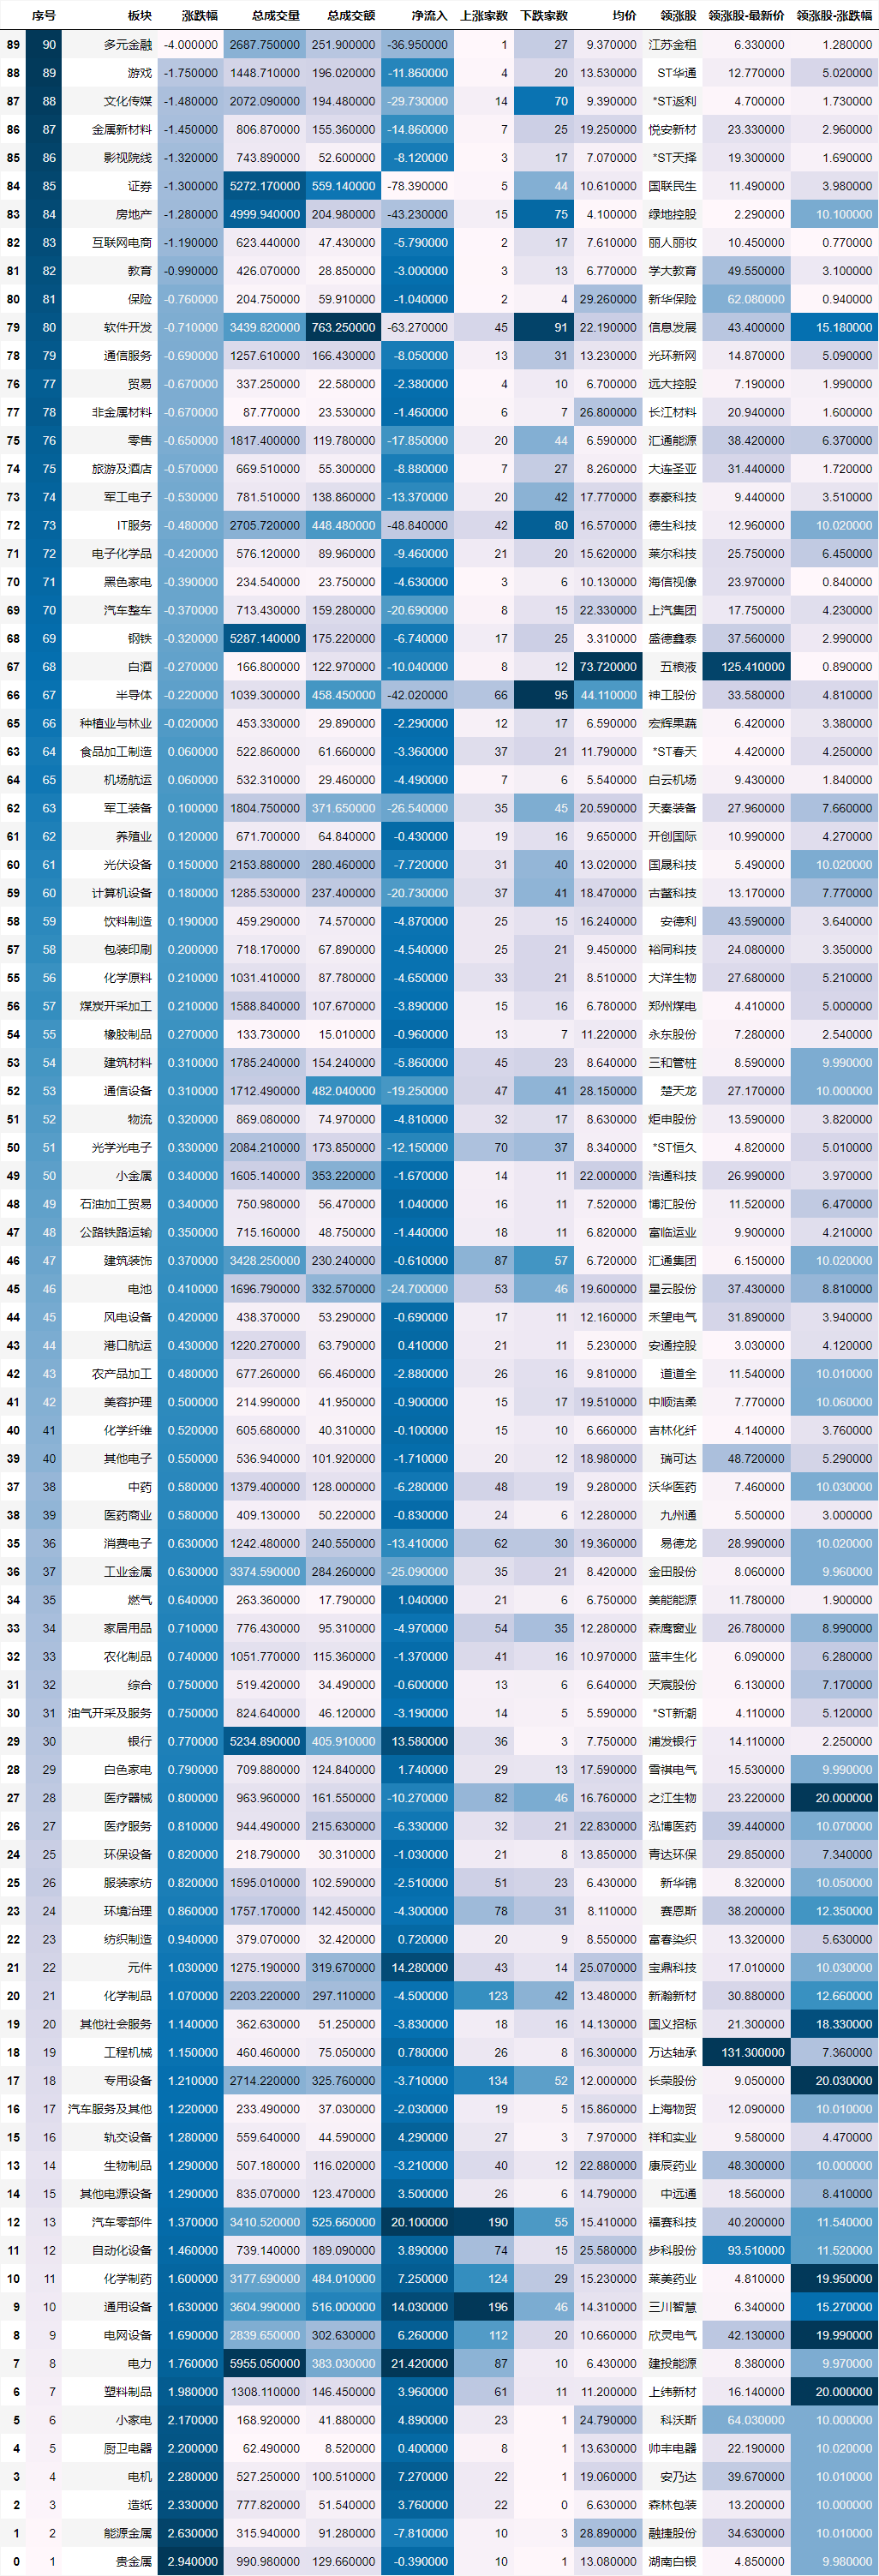 序号 板块 涨跌幅 总成交量 总成交额 净流入 上涨家数 下跌家数 均价 领涨股 领涨股-最新价 领涨股-涨跌幅
89 90 多元金融 -4.000000 2687.750000 251.900000 -36.950000 1 27 9.370000 江苏金租 6.330000 1.280000
88 89 游戏 -1.750000 1448.710000 196.020000 -11.860000 4 20 13.530000 ST华通 12.770000 5.020000
87 88 文化传媒 -1.480000 2072.090000 194.480000 -29.730000 14 70 9.390000 *ST返利 4.700000 1.730000
86 87 金属新材料 -1.450000 806.870000 155.360000 -14.860000 7 25 19.250000 悦安新材 23.330000 2.960000
85 86 影视院线 -1.320000 743.890000 52.600000 -8.120000 3 17 7.070000 *ST天择 19.300000 1.690000
84 85 证券 -1.300000 5272.170000 559.140000 -78.390000 5 44 10.610000 国联民生 11.490000 3.980000
83 84 房地产 -1.280000 4999.940000 204.980000 -43.230000 15 75 4.100000 绿地控股 2.290000 10.100000
82 83 互联网电商 -1.190000 623.440000 47.430000 -5.790000 2 17 7.610000 丽人丽妆 10.450000 0.770000
81 82 教育 -0.990000 426.070000 28.850000 -3.000000 3 13 6.770000 学大教育 49.550000 3.100000
80 81 保险 -0.760000 204.750000 59.910000 -1.040000 2 4 29.260000 新华保险 62.080000 0.940000
79 80 软件开发 -0.710000 3439.820000 763.250000 -63.270000 45 91 22.190000 信息发展 43.400000 15.180000
78 79 通信服务 -0.690000 1257.610000 166.430000 -8.050000 13 31 13.230000 光环新网 14.870000 5.090000
76 77 贸易 -0.670000 337.250000 22.580000 -2.380000 4 10 6.700000 远大控股 7.190000 1.990000
77 78 非金属材料 -0.670000 87.770000 23.530000 -1.460000 6 7 26.800000 长江材料 20.940000 1.600000
75 76 零售 -0.650000 1817.400000 119.780000 -17.850000 20 44 6.590000 汇通能源 38.420000 6.370000
74 75 旅游及酒店 -0.570000 669.510000 55.300000 -8.880000 7 27 8.260000 大连圣亚 31.440000 1.720000
73 74 军工电子 -0.530000 781.510000 138.860000 -13.370000 20 42 17.770000 泰豪科技 9.440000 3.510000
72 73 IT服务 -0.480000 2705.720000 448.480000 -48.840000 42 80 16.570000 德生科技 12.960000 10.020000
71 72 电子化学品 -0.420000 576.120000 89.960000 -9.460000 21 20 15.620000 莱尔科技 25.750000 6.450000
70 71 黑色家电 -0.390000 234.540000 23.750000 -4.630000 3 6 10.130000 海信视像 23.970000 0.840000
69 70 汽车整车 -0.370000 713.430000 159.280000 -20.690000 8 15 22.330000 上汽集团 17.750000 4.230000
68 69 钢铁 -0.320000 5287.140000 175.220000 -6.740000 17 25 3.310000 盛德鑫泰 37.560000 2.990000
67 68 白酒 -0.270000 166.800000 122.970000 -10.040000 8 12 73.720000 五粮液 125.410000 0.890000
66 67 半导体 -0.220000 1039.300000 458.450000 -42.020000 66 95 44.110000 神工股份 33.580000 4.810000
65 66 种植业与林业 -0.020000 453.330000 29.890000 -2.290000 12 17 6.590000 宏辉果蔬 6.420000 3.380000
63 64 食品加工制造 0.060000 522.860000 61.660000 -3.360000 37 21 11.790000 *ST春天 4.420000 4.250000
64 65 机场航运 0.060000 532.310000 29.460000 -4.490000 7 6 5.540000 白云机场 9.430000 1.840000
62 63 军工装备 0.100000 1804.750000 371.650000 -26.540000 35 45 20.590000 天秦装备 27.960000 7.660000
61 62 养殖业 0.120000 671.700000 64.840000 -0.430000 19 16 9.650000 开创国际 10.990000 4.270000
60 61 光伏设备 0.150000 2153.880000 280.460000 -7.720000 31 40 13.020000 国晟科技 5.490000 10.020000
59 60 计算机设备 0.180000 1285.530000 237.400000 -20.730000 37 41 18.470000 古鳌科技 13.170000 7.770000
58 59 饮料制造 0.190000 459.290000 74.570000 -4.870000 25 15 16.240000 安德利 43.590000 3.640000
57 58 包装印刷 0.200000 718.170000 67.890000 -4.540000 25 21 9.450000 裕同科技 24.080000 3.350000
55 56 化学原料 0.210000 1031.410000 87.780000 -4.650000 33 21 8.510000 大洋生物 27.680000 5.210000
56 57 煤炭开采加工 0.210000 1588.840000 107.670000 -3.890000 15 16 6.780000 郑州煤电 4.410000 5.000000
54 55 橡胶制品 0.270000 133.730000 15.010000 -0.960000 13 7 11.220000 永东股份 7.280000 2.540000
53 54 建筑材料 0.310000 1785.240000 154.240000 -5.860000 45 23 8.640000 三和管桩 8.590000 9.990000
52 53 通信设备 0.310000 1712.490000 482.040000 -19.250000 47 41 28.150000 楚天龙 27.170000 10.000000
51 52 物流 0.320000 869.080000 74.970000 -4.810000 32 17 8.630000 炬申股份 13.590000 3.820000
50 51 光学光电子 0.330000 2084.210000 173.850000 -12.150000 70 37 8.340000 *ST恒久 4.820000 5.010000
49 50 小金属 0.340000 1605.140000 353.220000 -1.670000 14 11 22.000000 浩通科技 26.990000 3.970000
48 49 石油加工贸易 0.340000 750.980000 56.470000 1.040000 16 11 7.520000 博汇股份 11.520000 6.470000
47 48 公路铁路运输 0.350000 715.160000 48.750000 -1.440000 18 11 6.820000 富临运业 9.900000 4.210000
46 47 建筑装饰 0.370000 3428.250000 230.240000 -0.610000 87 57 6.720000 汇通集团 6.150000 10.020000
45 46 电池 0.410000 1696.790000 332.570000 -24.700000 53 46 19.600000 星云股份 37.430000 8.810000
44 45 风电设备 0.420000 438.370000 53.290000 -0.690000 17 11 12.160000 禾望电气 31.890000 3.940000
43 44 港口航运 0.430000 1220.270000 63.790000 0.410000 21 11 5.230000 安通控股 3.030000 4.120000
42 43 农产品加工 0.480000 677.260000 66.460000 -2.880000 26 16 9.810000 道道全 11.540000 10.010000
41 42 美容护理 0.500000 214.990000 41.950000 -0.900000 15 17 19.510000 中顺洁柔 7.770000 10.060000
40 41 化学纤维 0.520000 605.680000 40.310000 -0.100000 15 10 6.660000 吉林化纤 4.140000 3.760000
39 40 其他电子 0.550000 536.940000 101.920000 -1.710000 20 12 18.980000 瑞可达 48.720000 5.290000
37 38 中药 0.580000 1379.400000 128.000000 -6.280000 48 19 9.280000 沃华医药 7.460000 10.030000
38 39 医药商业 0.580000 409.130000 50.220000 -0.830000 24 6 12.280000 九州通 5.500000 3.000000
35 36 消费电子 0.630000 1242.480000 240.550000 -13.410000 62 30 19.360000 易德龙 28.990000 10.020000
36 37 工业金属 0.630000 3374.590000 284.260000 -25.090000 35 21 8.420000 金田股份 8.060000 9.960000
34 35 燃气 0.640000 263.360000 17.790000 1.040000 21 6 6.750000 美能能源 11.780000 1.900000
33 34 家居用品 0.710000 776.430000 95.310000 -4.970000 54 35 12.280000 森鹰窗业 26.780000 8.990000
32 33 农化制品 0.740000 1051.770000 115.360000 -1.370000 41 16 10.970000 蓝丰生化 6.090000 6.280000
31 32 综合 0.750000 519.420000 34.490000 -0.600000 13 6 6.640000 天宸股份 6.130000 7.170000
30 31 油气开采及服务 0.750000 824.640000 46.120000 -3.190000 14 5 5.590000 *ST新潮 4.110000 5.120000
29 30 银行 0.770000 5234.890000 405.910000 13.580000 36 3 7.750000 浦发银行 14.110000 2.250000
28 29 白色家电 0.790000 709.880000 124.840000 1.740000 29 13 17.590000 雪祺电气 15.530000 9.990000
27 28 医疗器械 0.800000 963.960000 161.550000 -10.270000 82 46 16.760000 之江生物 23.220000 20.000000
26 27 医疗服务 0.810000 944.490000 215.630000 -6.330000 32 21 22.830000 泓博医药 39.440000 10.070000
24 25 环保设备 0.820000 218.790000 30.310000 -1.030000 21 8 13.850000 青达环保 29.850000 7.340000
25 26 服装家纺 0.820000 1595.010000 102.590000 -2.510000 51 23 6.430000 新华锦 8.320000 10.050000
23 24 环境治理 0.860000 1757.170000 142.450000 -4.300000 78 31 8.110000 赛恩斯 38.200000 12.350000
22 23 纺织制造 0.940000 379.070000 32.420000 0.720000 20 9 8.550000 富春染织 13.320000 5.630000
21 22 元件 1.030000 1275.190000 319.670000 14.280000 43 14 25.070000 宝鼎科技 17.010000 10.030000
20 21 化学制品 1.070000 2203.220000 297.110000 -4.500000 123 42 13.480000 新瀚新材 30.880000 12.660000
19 20 其他社会服务 1.140000 362.630000 51.250000 -3.830000 18 16 14.130000 国义招标 21.300000 18.330000
18 19 工程机械 1.150000 460.460000 75.050000 0.780000 26 8 16.300000 万达轴承 131.300000 7.360000
17 18 专用设备 1.210000 2714.220000 325.760000 -3.710000 134 52 12.000000 长荣股份 9.050000 20.030000
16 17 汽车服务及其他 1.220000 233.490000 37.030000 -2.030000 19 5 15.860000 上海物贸 12.090000 10.010000
15 16 轨交设备 1.280000 559.640000 44.590000 4.290000 27 3 7.970000 祥和实业 9.580000 4.470000
13 14 生物制品 1.290000 507.180000 116.020000 -3.210000 40 12 22.880000 康辰药业 48.300000 10.000000
14 15 其他电源设备 1.290000 835.070000 123.470000 3.500000 26 6 14.790000 中远通 18.560000 8.410000
12 13 汽车零部件 1.370000 3410.520000 525.660000 20.100000 190 55 15.410000 福赛科技 40.200000 11.540000
11 12 自动化设备 1.460000 739.140000 189.090000 3.890000 74 15 25.580000 步科股份 93.510000 11.520000
10 11 化学制药 1.600000 3177.690000 484.010000 7.250000 124 29 15.230000 莱美药业 4.810000 19.950000
9 10 通用设备 1.630000 3604.990000 516.000000 14.030000 196 46 14.310000 三川智慧 6.340000 15.270000
8 9 电网设备 1.690000 2839.650000 302.630000 6.260000 112 20 10.660000 欣灵电气 42.130000 19.990000
7 8 电力 1.760000 5955.050000 383.030000 21.420000 87 10 6.430000 建投能源 8.380000 9.970000
6 7 塑料制品 1.980000 1308.110000 146.450000 3.960000 61 11 11.200000 上纬新材 16.140000 20.000000
5 6 小家电 2.170000 168.920000 41.880000 4.890000 23 1 24.790000 科沃斯 64.030000 10.000000
4 5 厨卫电器 2.200000 62.490000 8.520000 0.400000 8 1 13.630000 帅丰电器 22.190000 10.020000
3 4 电机 2.280000 527.250000 100.510000 7.270000 22 1 19.060000 安乃达 39.670000 10.010000
2 3 造纸 2.330000 777.820000 51.540000 3.760000 22 0 6.630000 森林包装 13.200000 10.000000
1 2 能源金属 2.630000 315.940000 91.280000 -7.810000 10 3 28.890000 融捷股份 34.630000 10.010000
0 1 贵金属 2.940000 990.980000 129.660000 -0.390000 10 1 13.080000 湖南白银 4.850000 9.980000